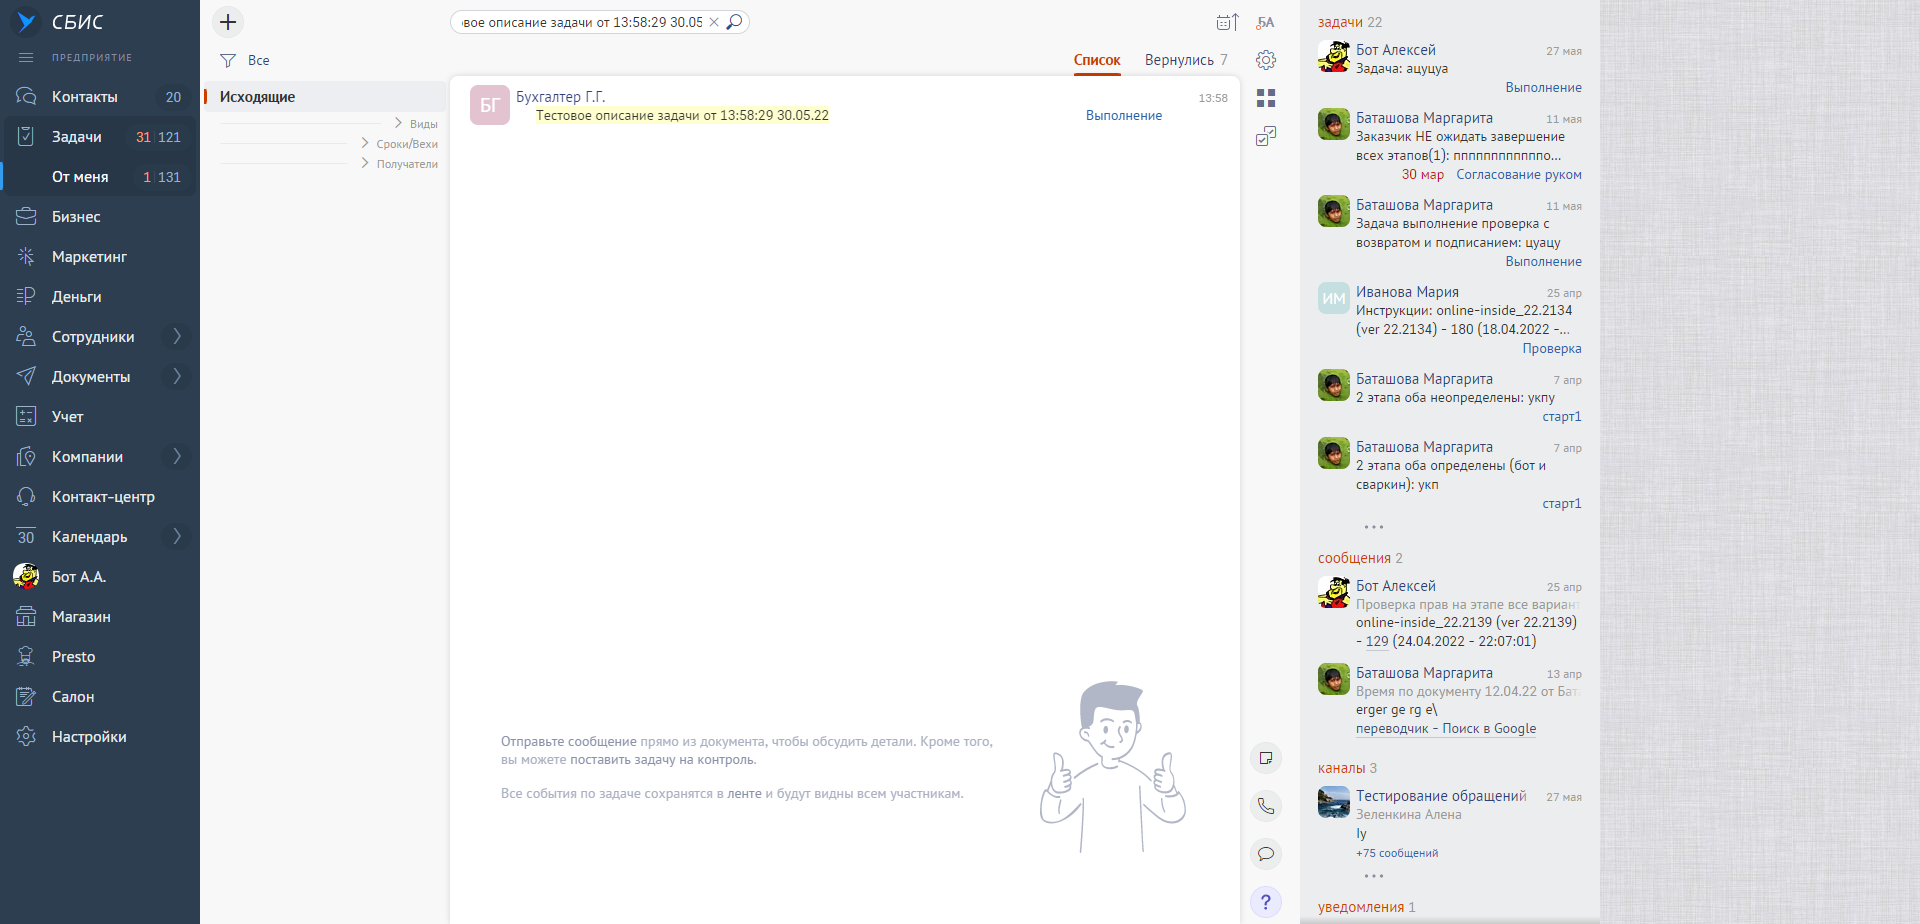 СБИС
ПРЕДПРИЯТИЕ
Контакты 20
Задачи 31 121
От меня 1 131
Бизнес
Маркетинг
Деньги
Сотрудники
Документы
Учет
Компании
Контакт-центр
30 Календарь
Бот А.А.
Магазин
Presto
Салон
Настройки
вое описание задачи от 13:58:29 30.05
Все
Список
Вернулись 7
Исходящие
Виды
Сроки/Вехи
Получатели
БГ
Бухгалтер Г.Г.
13:58
Тестовое описание задачи от 13:58:29 30.05.22
Выполнение
Отправьте сообщение прямо из документа, чтобы обсудить детали. Кроме того,
вы можете поставить задачу на контроль.
Все события по задаче сохранятся в ленте и будут видны всем участникам.
?
задачи 22
Бот Алексей 27 мая
Задача: ацуцуа
Выполнение
Баташова Маргарита 11 мая
Заказчик НЕ ожидать завершение
всех этапов(1): ппппппппппппо...
30 мар Согласование руком
Баташова Маргарита 11 мая
Задача выполнение проверка с
возвратом и подписанием: цуацу
Выполнение
ИМ
Иванова Мария 25 апр
Инструкции: online-inside_22.2134
(ver 22.2134) - 180 (18.04.2022 -...
Проверка
Баташова Маргарита 7 апр
2 этапа оба неопределены: укпу
старт1
Баташова Маргарита 7 апр
2 этапа оба определены (бот и
сваркин): укп
старт1
сообщения 2
Бот Алексей 25 апр
Проверка прав на этапе все вариант
online-inside_22.2139 (ver 22.2139)
- 129 (24.04.2022 - 22:07:01)
Баташова Маргарита 13 апр
Время по документу 12.04.22 от Бат
erger ge rg e\
переводчик - Поиск в Google
каналы 3
Тестирование обращений 27 мая
Зеленкина Алена
Iy
+75 сообщений
уведомления 1